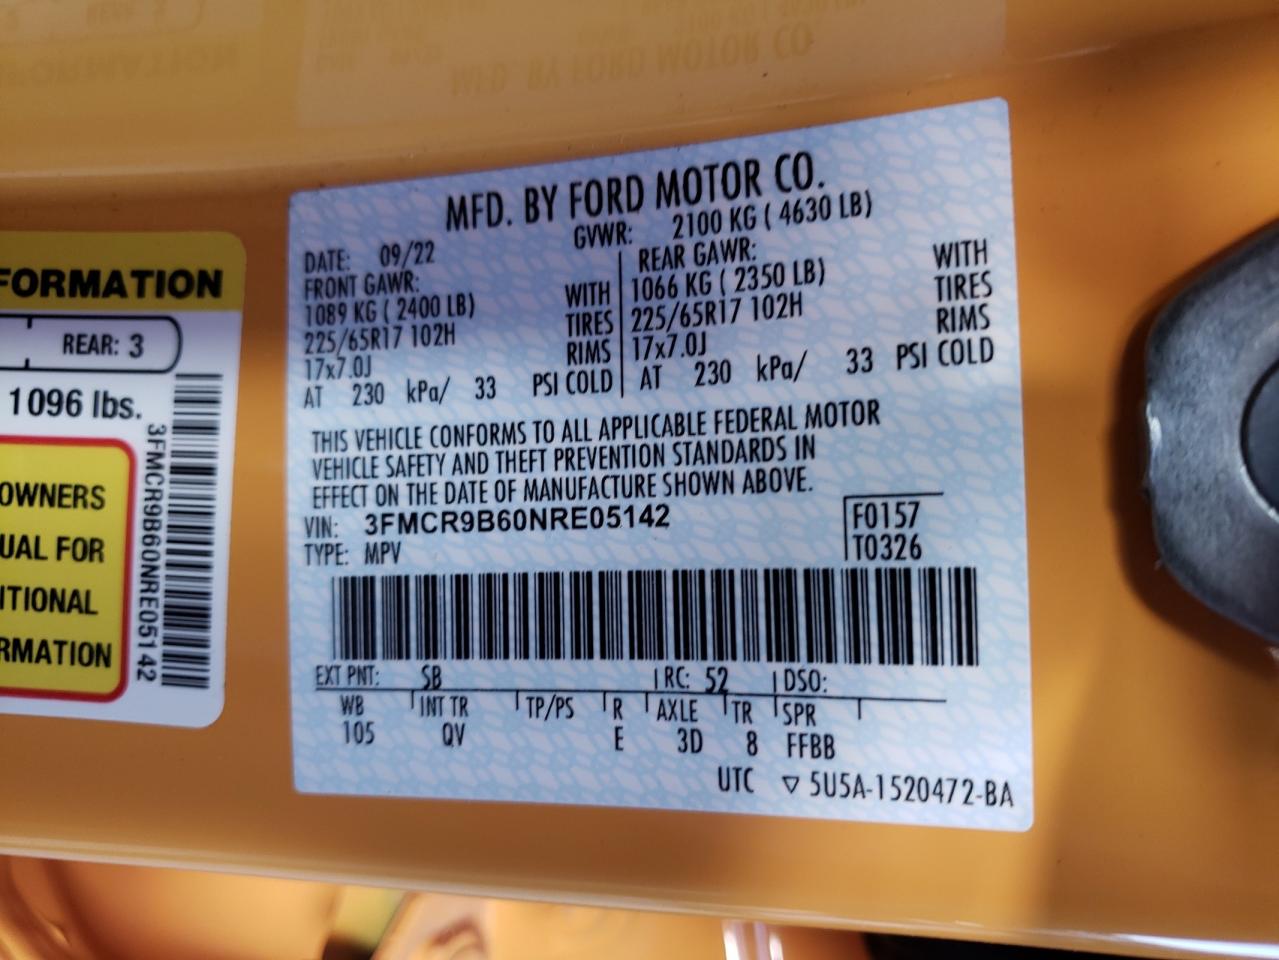 FORMATION
REAR: 3
1096 lbs.
OWNERS
UAL FOR
ITIONAL
RMATION
3FMCR9B60NRE05142
MFD. BY FORD MOTOR CO.
DATE: 09/22 GVWR: 2100 KG ( 4630 LB)
FRONT GAWR: REAR GAWR:
1089 KG ( 2400 LB) WITH 1066 KG ( 2350 LB) WITH
225/65R17 102H TIRES 225/65R17 102H TIRES
17x7.0J RIMS 17x7.0J RIMS
AT 230 kPa/ 33 PSI COLD AT 230 kPa/ 33 PSI COLD
THIS VEHICLE CONFORMS TO ALL APPLICABLE FEDERAL MOTOR
VEHICLE SAFETY AND THEFT PREVENTION STANDARDS IN
EFFECT ON THE DATE OF MANUFACTURE SHOWN ABOVE.
VIN: 3FMCR9B60NRE05142 F0157
TYPE: MPV T0326
EXT PNT: SB RC: 52 DSO:
WB INT TR TP/PS R AXLE TR SPR
105 QV E 3D 8 FFBB
UTC ▽ 5U5A-1520472-BA